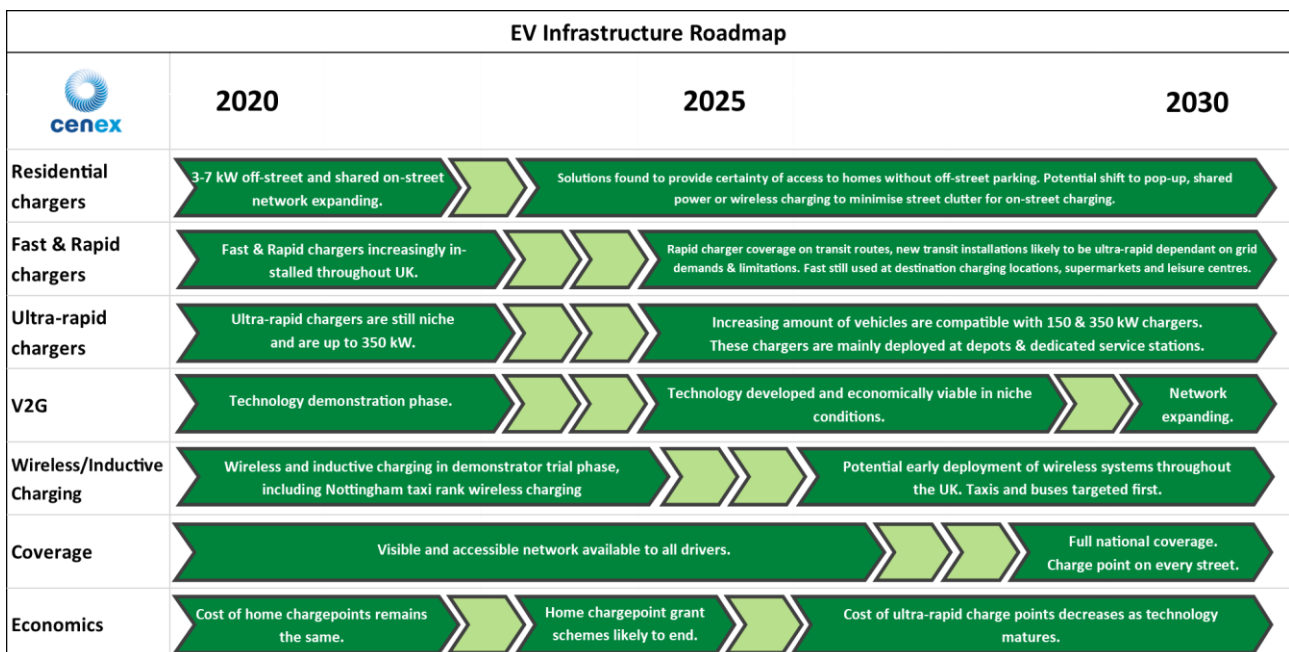 EV Infrastructure Roadmap
cenex
2020
2025
2030
Residential
chargers
3-7 kW off-street and shared on-street
network expanding.
Solutions found to provide certainty of access to homes without off-street parking. Potential shift to pop-up, shared
power or wireless charging to minimise street clutter for on-street charging.
Fast & Rapid
chargers
Fast & Rapid chargers increasingly in-
stalled throughout UK.
Rapid charger coverage on transit routes, new transit installations likely to be ultra-rapid dependant on grid
demands & limitations. Fast still used at destination charging locations, supermarkets and leisure centres.
Ultra-rapid
chargers
Ultra-rapid chargers are still niche
and are up to 350 kW.
Increasing amount of vehicles are compatible with 150 & 350 kW chargers.
These chargers are mainly deployed at depots & dedicated service stations.
V2G
Technology demonstration phase.
Technology developed and economically viable in niche
conditions.
Network
expanding.
Wireless/Inductive
Charging
Wireless and inductive charging in demonstrator trial phase,
including Nottingham taxi rank wireless charging
Potential early deployment of wireless systems throughout
the UK. Taxis and buses targeted first.
Coverage
Visible and accessible network available to all drivers.
Full national coverage.
Charge point on every street.
Economics
Cost of home chargepoints remains
the same.
Home chargepoint grant
schemes likely to end.
Cost of ultra-rapid charge points decreases as technology
matures.